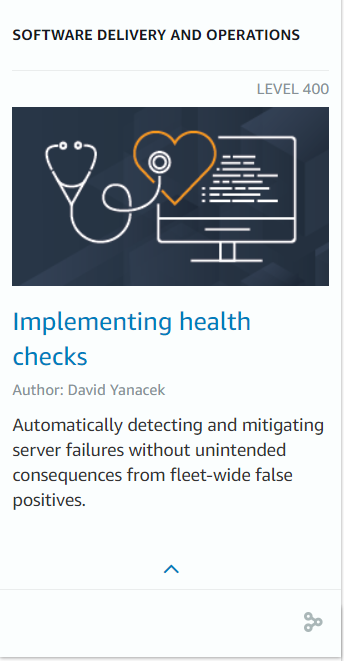 SOFTWARE DELIVERY AND OPERATIONS
LEVEL 400
Implementing health
checks
Author: David Yanacek
Automatically detecting and mitigating
server failures without unintended
consequences from fleet-wide false
positives.